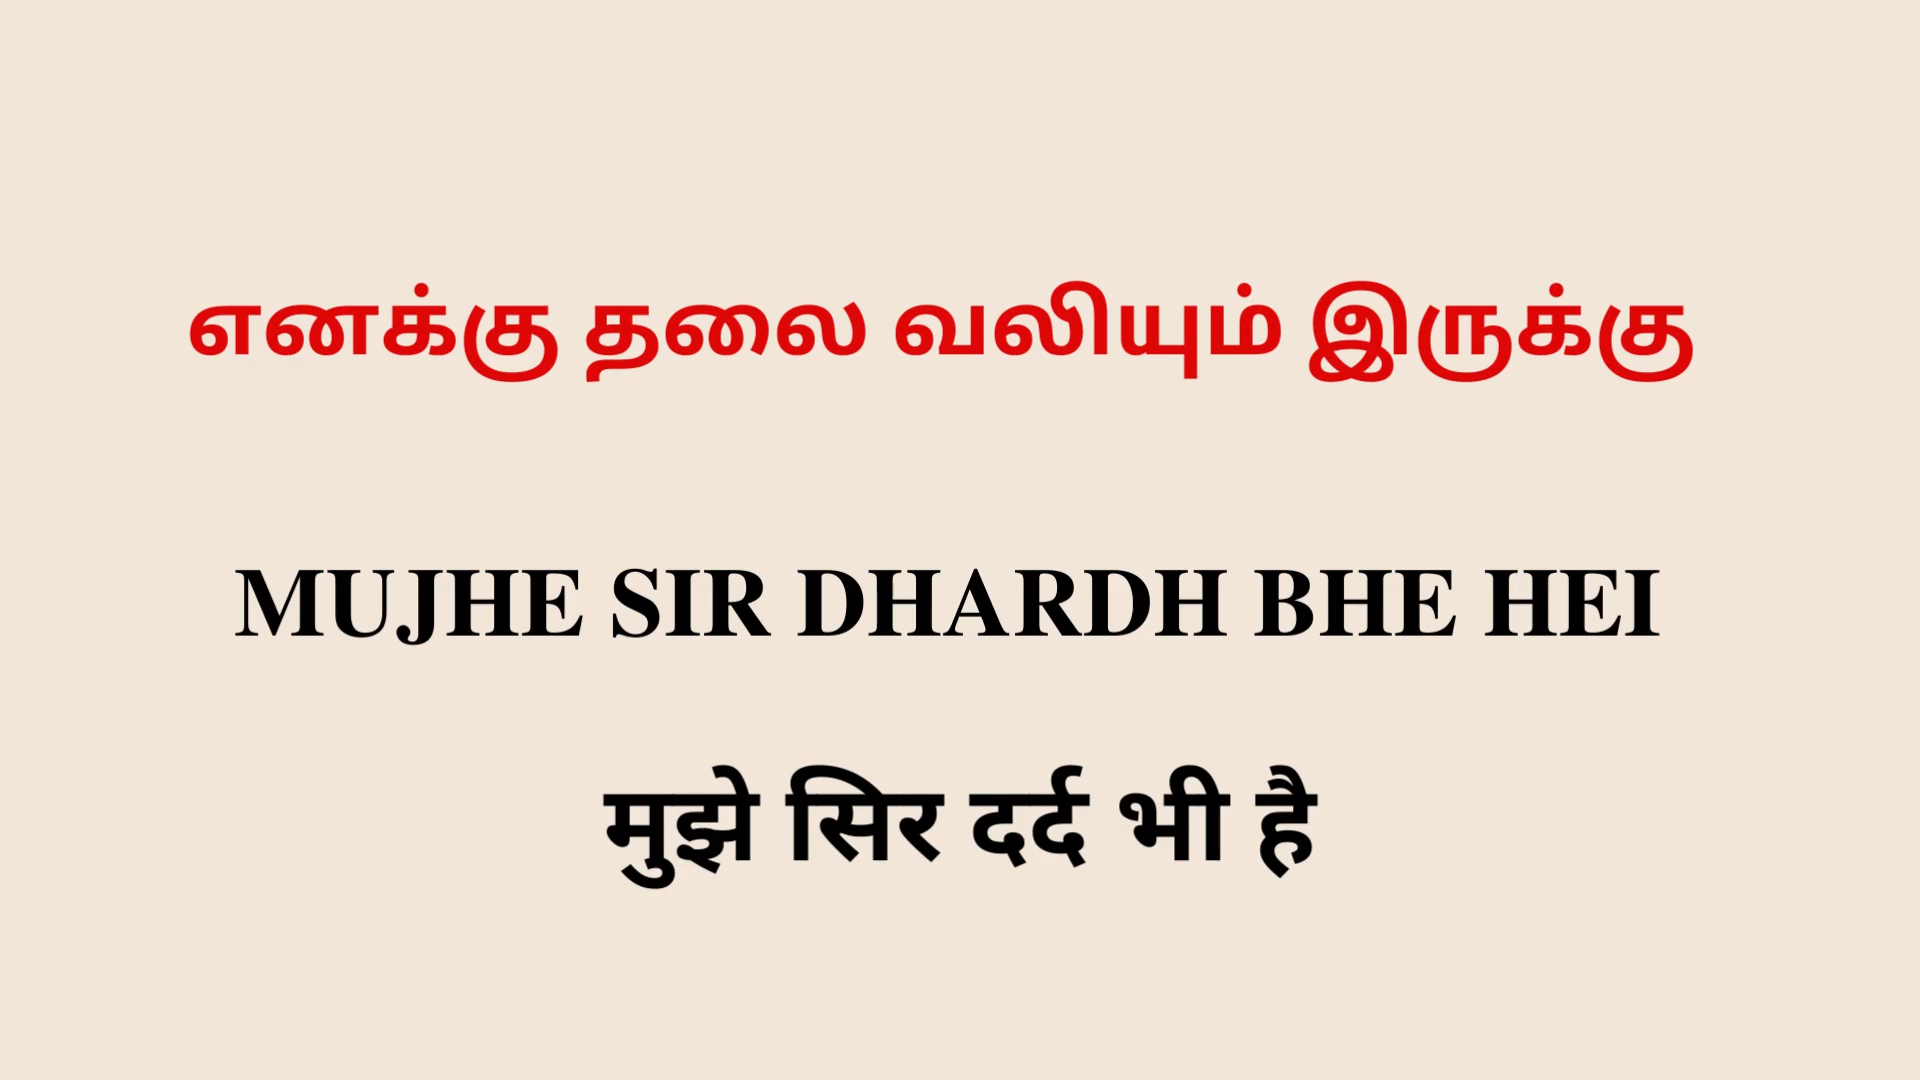 எனக்கு தலை வலியும் இருக்கு
MUJHE SIR DHARDH BHE HEI
मुझे सिर दर्द भी है